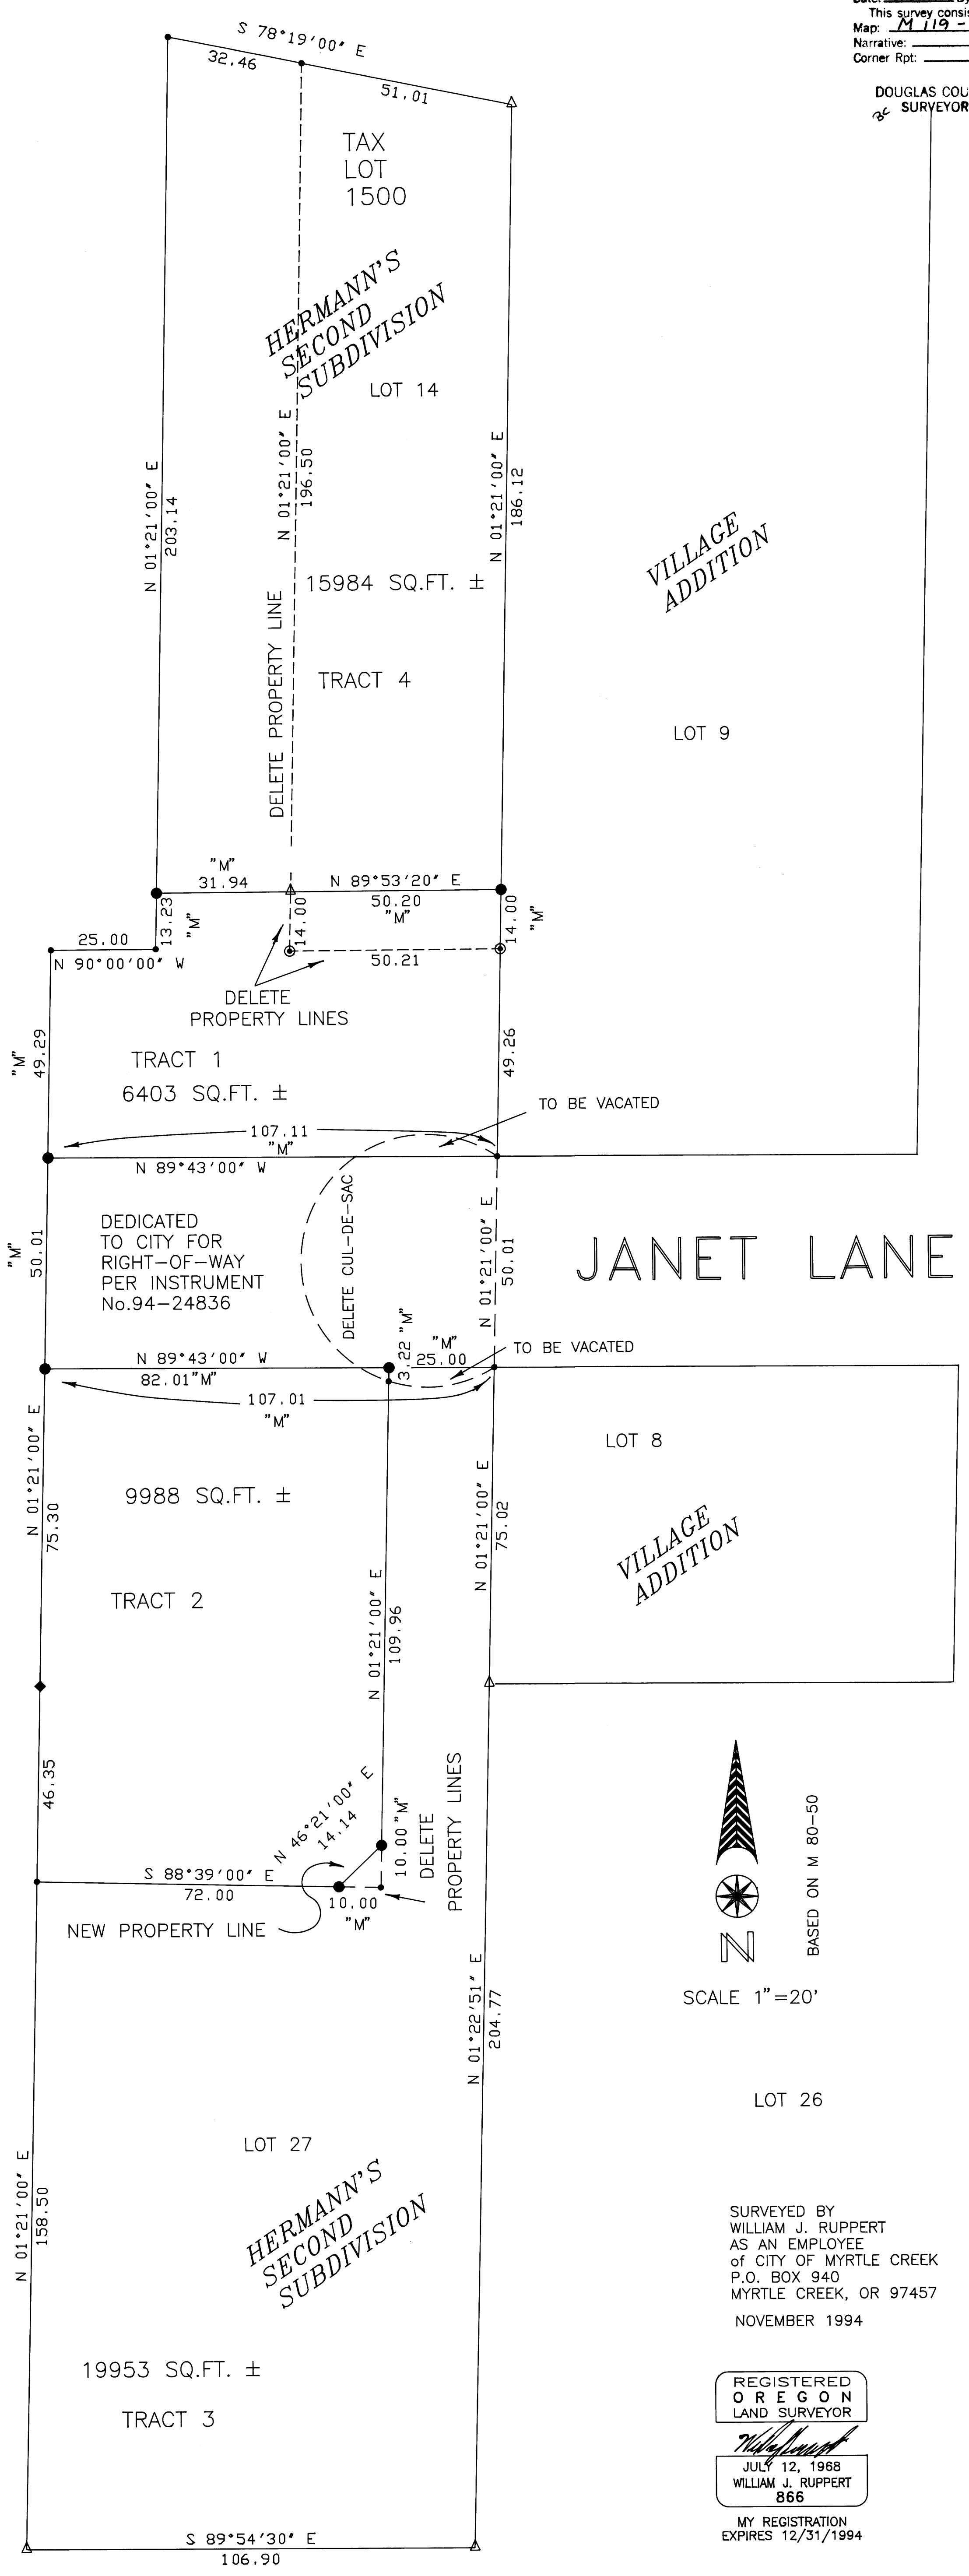 This survey consis
Map: M 119-
Narrative:
Corner Rpt:
DOUGLAS COU
SURVEYOR
S 78°19'00" E
32.46
51.01
TAX
LOT
1500
HERMANN'S
SECOND
SUBDIVISION
LOT 14
N 01°21'00" E
203.14
N 01°21'00" E
196.50
N 01°21'00" E
186.12
VILLAGE
ADDITION
15984 SQ.FT. ±
DELETE PROPERTY LINE
TRACT 4
LOT 9
"M"
31.94
N 89°53'20" E
50.20
"M"
13.23
"M"
14.00
14.00
"M"
25.00
N 90°00'00" W
50.21
DELETE
PROPERTY LINES
"M"
49.29
49.26
TRACT 1
6403 SQ.FT. ±
TO BE VACATED
107.11
"M"
N 89°43'00" W
DEDICATED
TO CITY FOR
RIGHT-OF-WAY
PER INSTRUMENT
No.94-24836
"M"
50.01
DELETE CUL-DE-SAC
N 01°21'00" E
50.01
JANET LANE
N 89°43'00" W
82.01"M"
3.22 "M"
"M"
25.00
TO BE VACATED
107.01
"M"
LOT 8
N 01°21'00" E
75.30
9988 SQ.FT. ±
N 01°21'00" E
75.02
VILLAGE
ADDITION
TRACT 2
N 01°21'00" E
109.96
46.35
N 46°21'00" E
14.14
10.00"M"
DELETE
PROPERTY LINES
S 88°39'00" E
72.00
10.00
"M"
NEW PROPERTY LINE
BASED ON M 80-50
N
SCALE 1"=20'
N 01°22'51" E
204.77
LOT 26
LOT 27
N 01°21'00" E
158.50
HERMANN'S
SECOND
SUBDIVISION
SURVEYED BY
WILLIAM J. RUPPERT
AS AN EMPLOYEE
of CITY OF MYRTLE CREEK
P.O. BOX 940
MYRTLE CREEK, OR 97457
NOVEMBER 1994
19953 SQ.FT. ±
TRACT 3
REGISTERED
OREGON
LAND SURVEYOR
JULY 12, 1968
WILLIAM J. RUPPERT
866
MY REGISTRATION
EXPIRES 12/31/1994
S 89°54'30" E
106.90